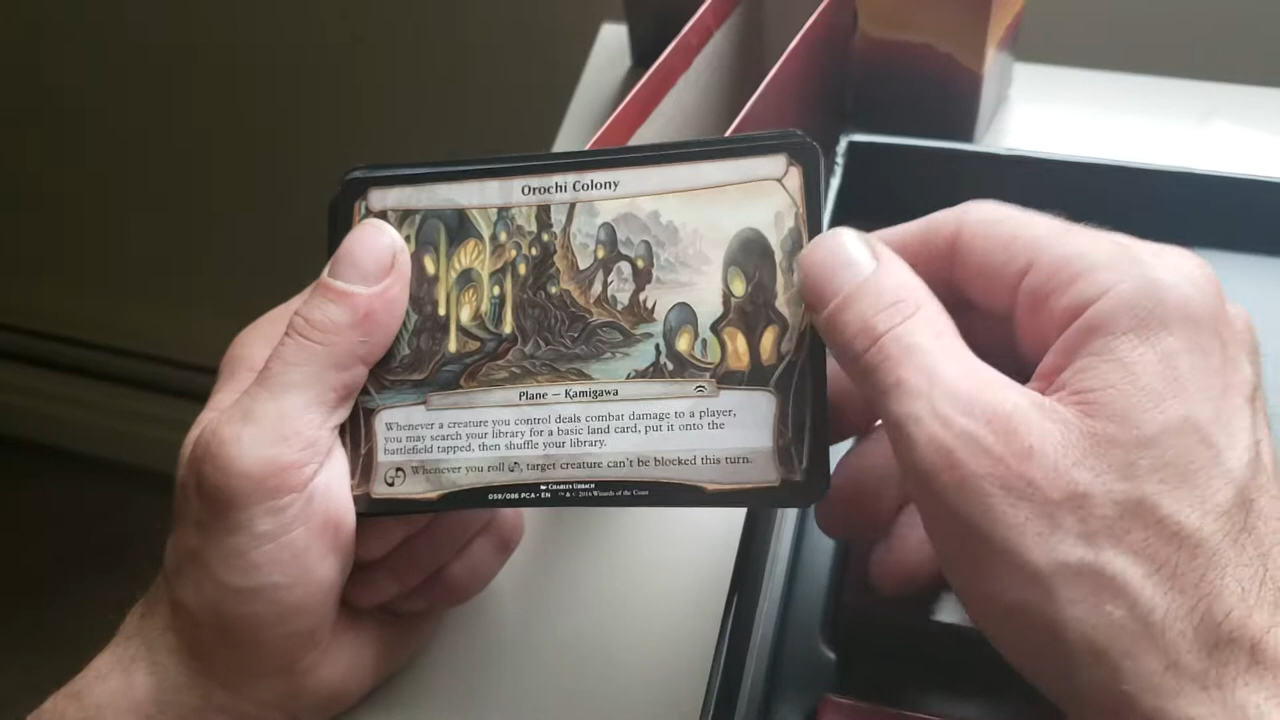 Orochi Colony
Plane — Kamigawa
Whenever a creature you control deals combat damage to a player,
you may search your library for a basic land card, put it onto the
battlefield tapped, then shuffle your library.
Whenever you roll , target creature can't be blocked this turn.
Charles Urbach
059/086 PCA • EN ™ & © 2016 Wizards of the Coast